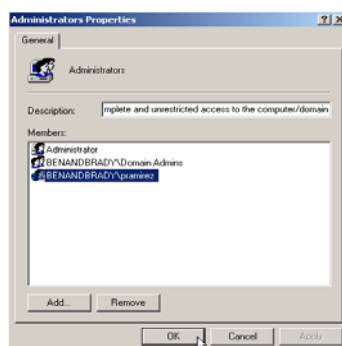 Administrators Properties
General
Administrators
Description:
mplete and unrestricted access to the computer/domain
Members:
Administrator
BENANDBRADY\Domain Admins
BENANDBRADY\pramirez
Add...
Remove
OK
Cancel
Apply